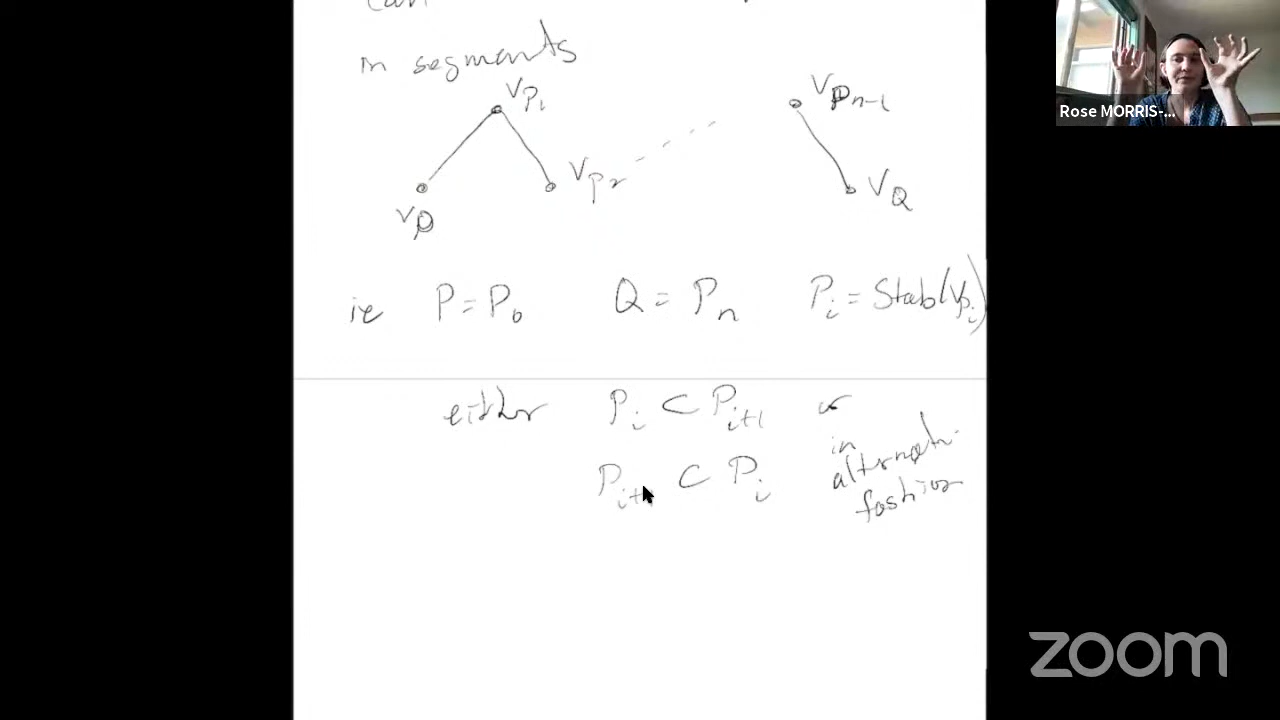 in segments
V_{P_1} V_{P_{n-1}}
V_P V_{P_2} V_Q
ie P = P_0 Q = P_n P_i = Stab(V_{P_i})
either P_i ⊂ P_{i+1} or
P_{i+1} ⊂ P_i in
fashion
Rose MORRIS-...
zoom